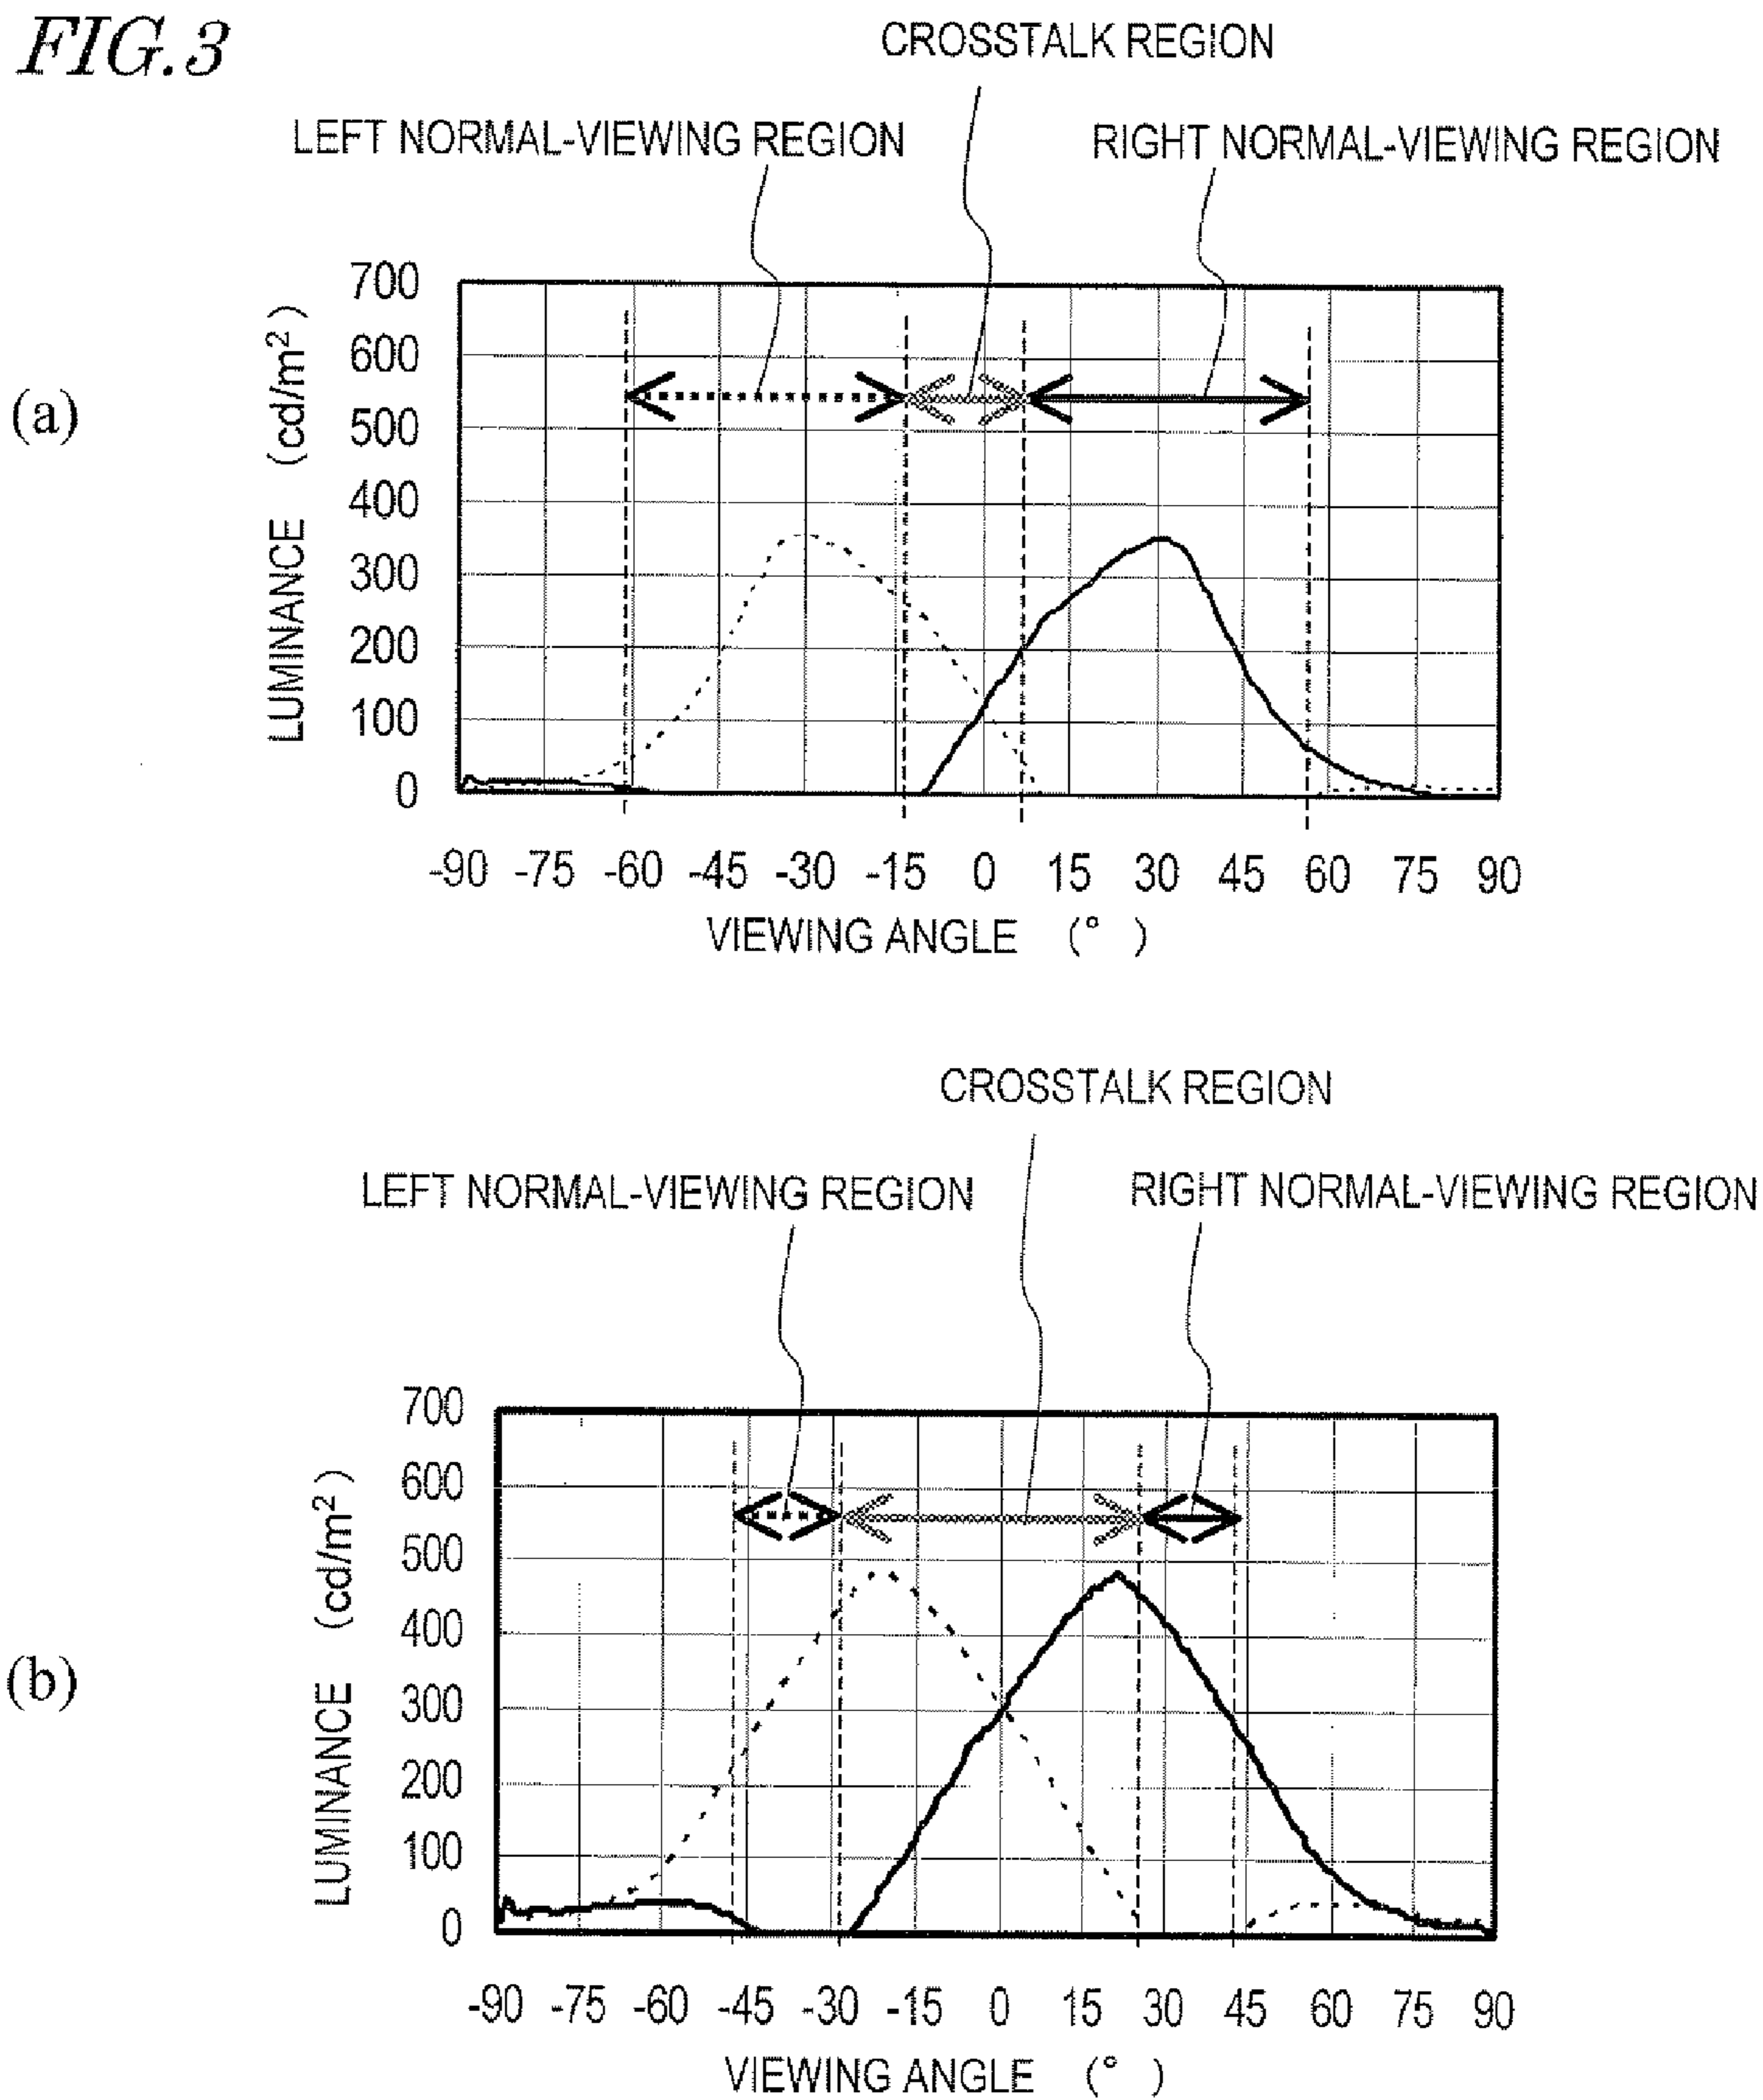 FIG.3
CROSSTALK REGION
LEFT NORMAL-VIEWING REGION
RIGHT NORMAL-VIEWING REGION
(a)
LUMINANCE (cd/m²)
700
600
500
400
300
200
100
0
-90 -75 -60 -45 -30 -15 0 15 30 45 60 75 90
VIEWING ANGLE (° )
CROSSTALK REGION
LEFT NORMAL-VIEWING REGION
RIGHT NORMAL-VIEWING REGION
(b)
LUMINANCE (cd/m²)
700
600
500
400
300
200
100
0
-90 -75 -60 -45 -30 -15 0 15 30 45 60 75 90
VIEWING ANGLE (° )